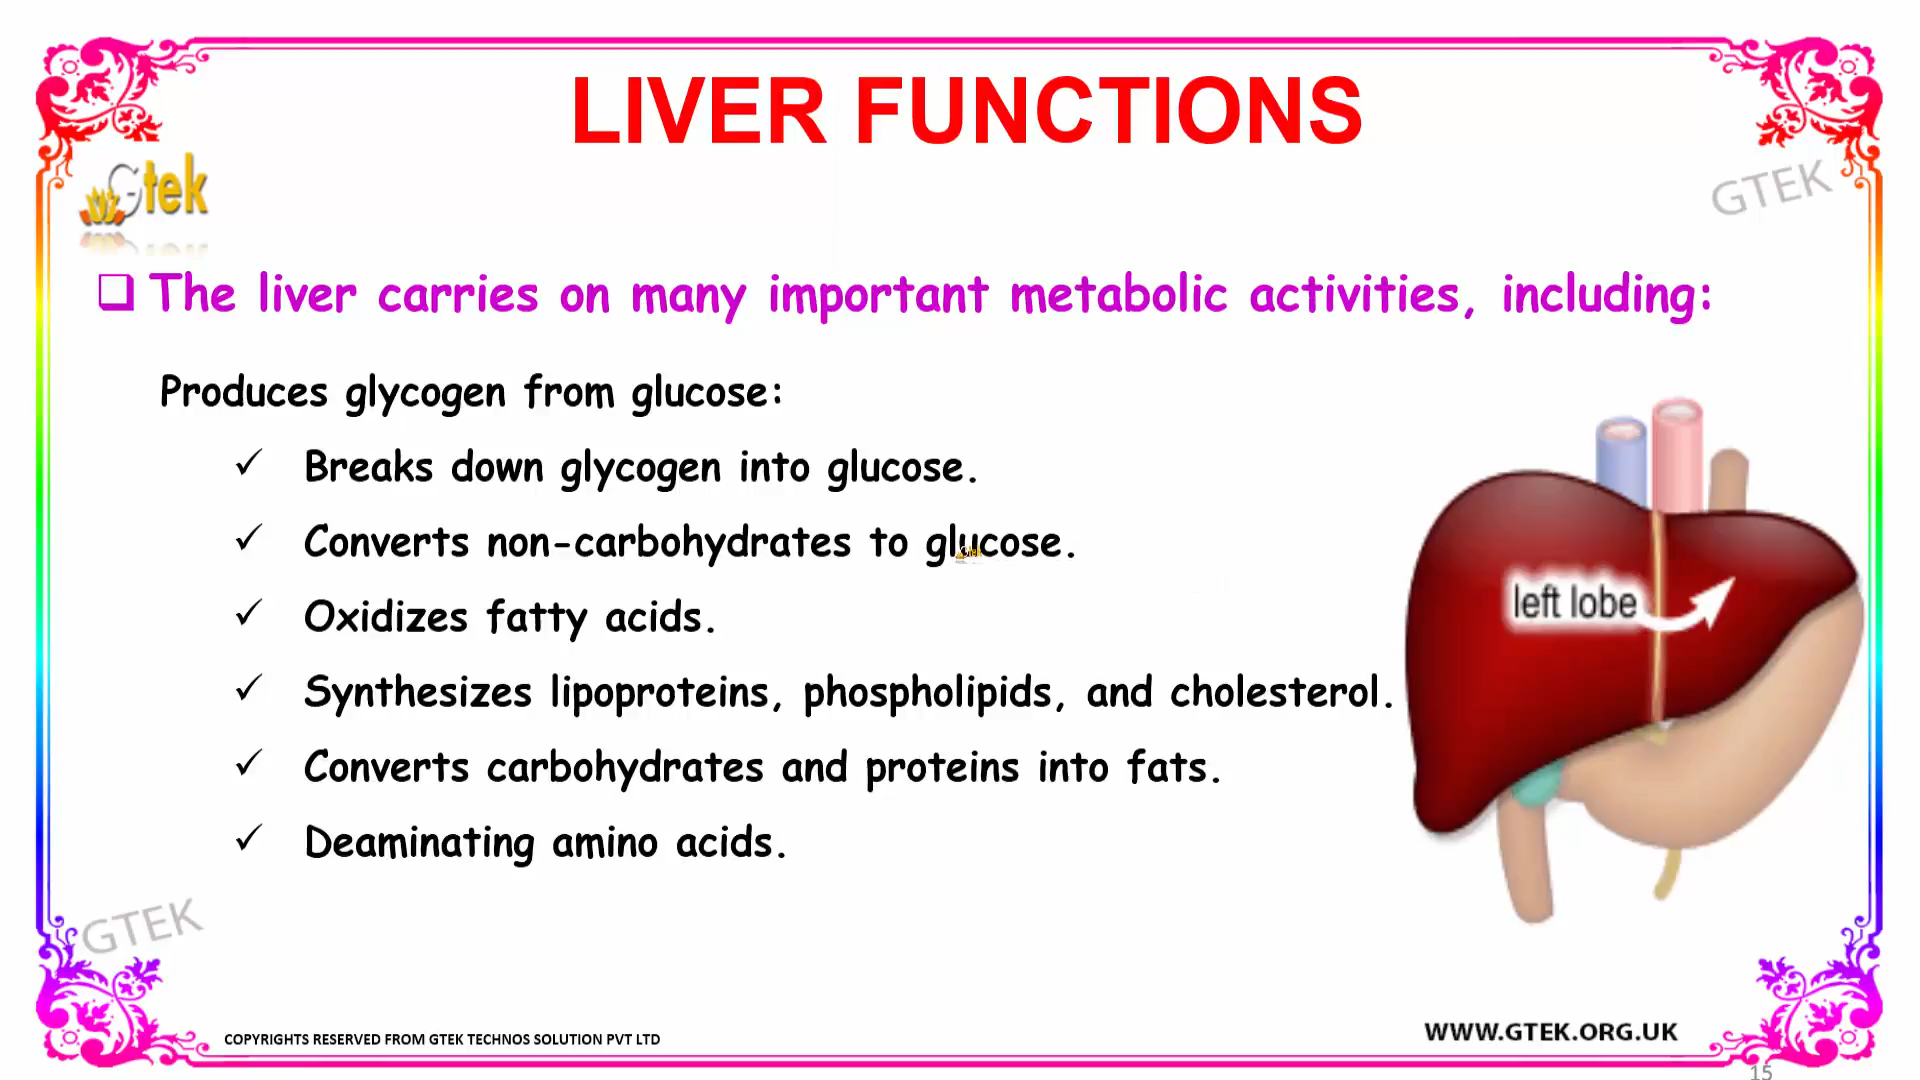 LIVER FUNCTIONS
Gtek
GTEK
❑ The liver carries on many important metabolic activities, including:
Produces glycogen from glucose:
✓ Breaks down glycogen into glucose.
✓ Converts non-carbohydrates to glucose.
✓ Oxidizes fatty acids.
left lobe
✓ Synthesizes lipoproteins, phospholipids, and cholesterol.
✓ Converts carbohydrates and proteins into fats.
✓ Deaminating amino acids.
GTEK
COPYRIGHTS RESERVED FROM GTEK TECHNOS SOLUTION PVT LTD
WWW.GTEK.ORG.UK
15